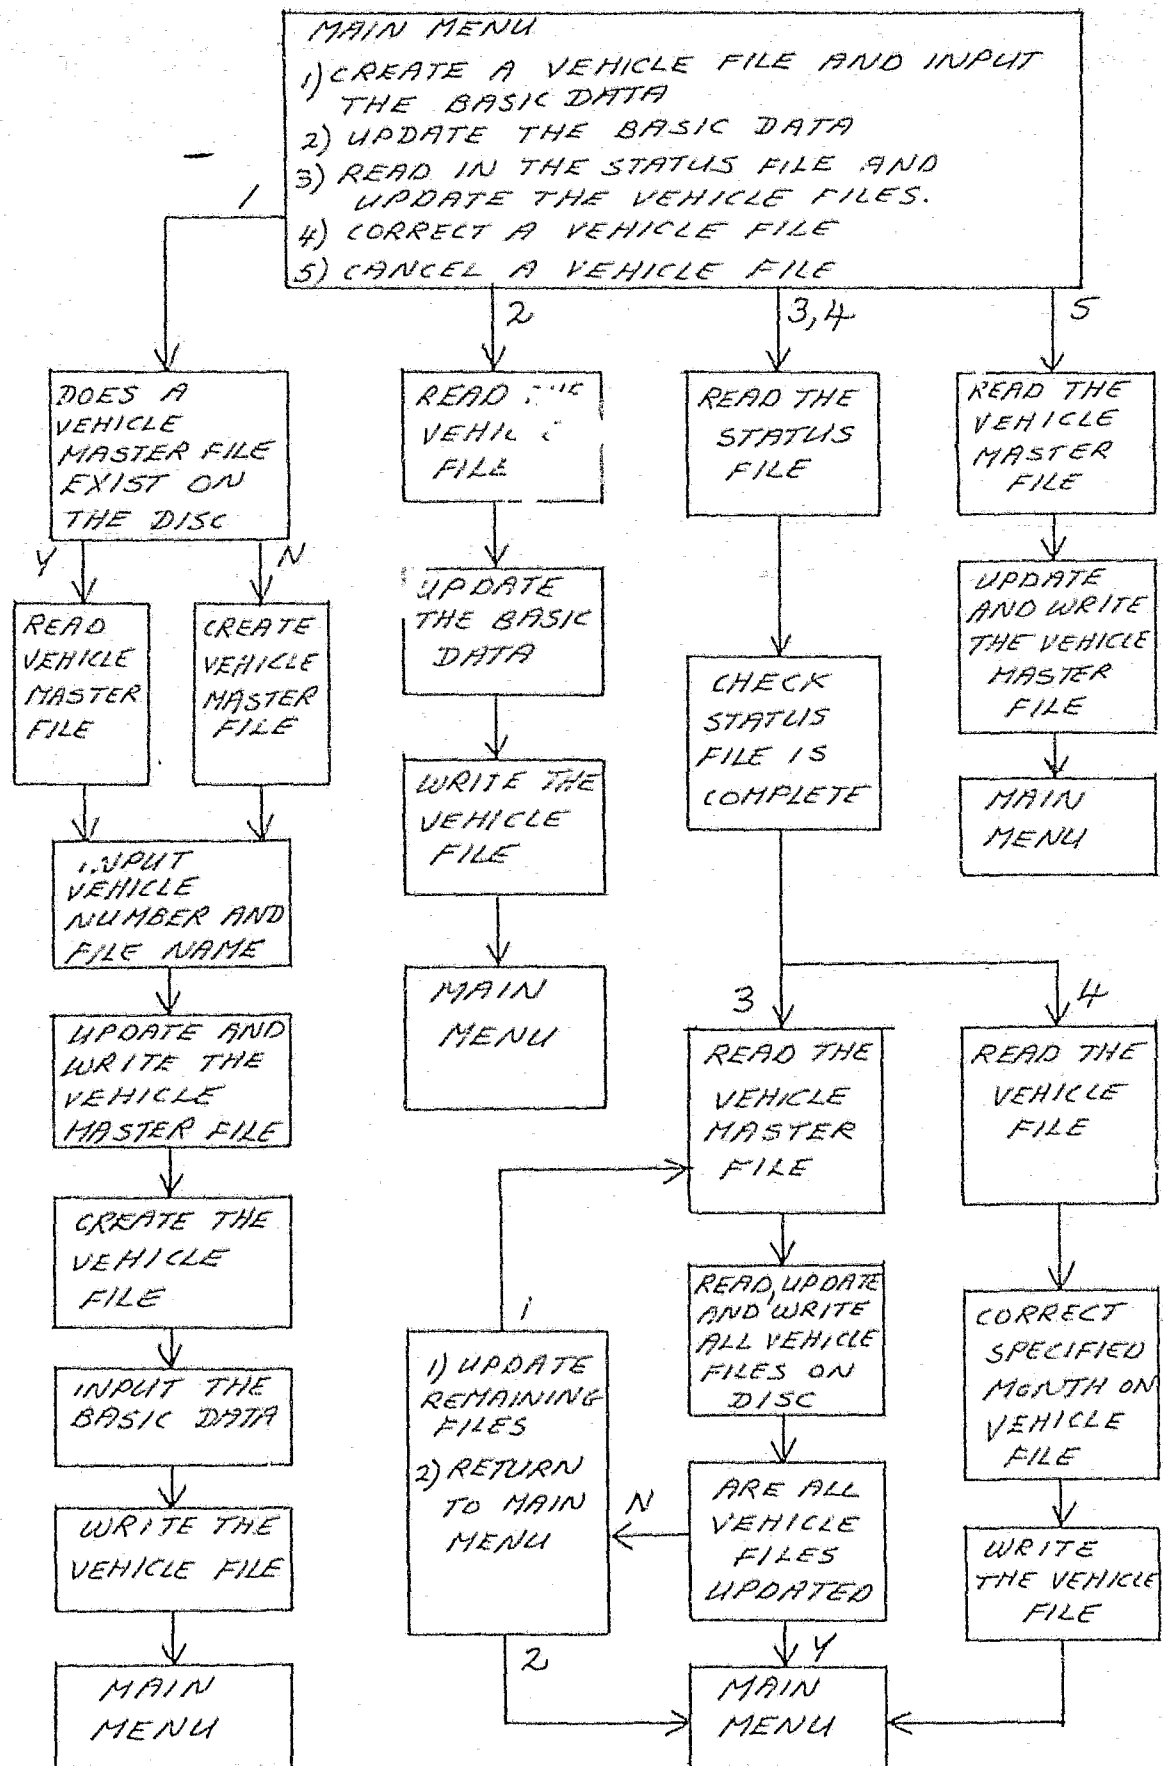 MAIN MENU
1) CREATE A VEHICLE FILE AND INPUT
THE BASIC DATA
2) UPDATE THE BASIC DATA
3) READ IN THE STATUS FILE AND
UPDATE THE VEHICLE FILES.
4) CORRECT A VEHICLE FILE
5) CANCEL A VEHICLE FILE
1
2
3,4
5
DOES A
VEHICLE
MASTER FILE
EXIST ON
THE DISC
Y
N
READ
VEHICLE
MASTER
FILE
CREATE
VEHICLE
MASTER
FILE
INPUT
VEHICLE
NUMBER AND
FILE NAME
UPDATE AND
WRITE THE
VEHICLE
MASTER FILE
CREATE THE
VEHICLE
FILE
INPUT THE
BASIC DATA
WRITE THE
VEHICLE FILE
MAIN
MENU
READ
FILE
UPDATE
THE BASIC
DATA
WRITE THE
VEHICLE
FILE
MAIN
MENU
READ THE
STATUS
FILE
CHECK
STATUS
FILE IS
COMPLETE
3
4
READ THE
VEHICLE
MASTER
FILE
READ, UPDATE
AND WRITE
ALL VEHICLE
FILES ON
DISC
ARE ALL
VEHICLE
FILES
UPDATED
N
Y
1
1) UPDATE
REMAINING
FILES
2) RETURN
TO MAIN
MENU
2
MAIN
MENU
READ THE
VEHICLE
FILE
CORRECT
SPECIFIED
MONTH ON
VEHICLE
FILE
WRITE
THE VEHICLE
FILE
READ THE
VEHICLE
MASTER
FILE
UPDATE
AND WRITE
THE VEHICLE
MASTER
FILE
MAIN
MENU